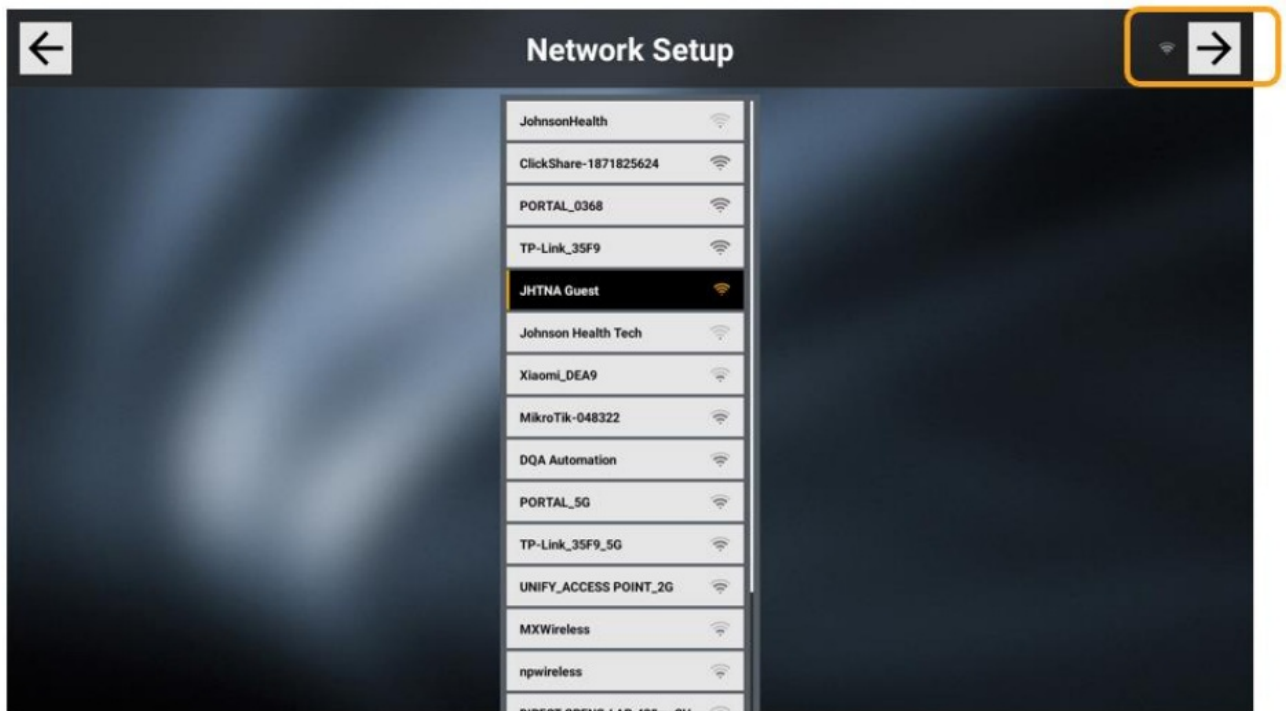 Network Setup
JohnsonHealth
ClickShare-1871825624
PORTAL_0368
TP-Link_35F9
JHTNA Guest
Johnson Health Tech
Xiaomi_DEA9
MikroTik-048322
DQA Automation
PORTAL_5G
TP-Link_35F9_5G
UNIFY_ACCESS POINT_2G
MXWireless
npwireless